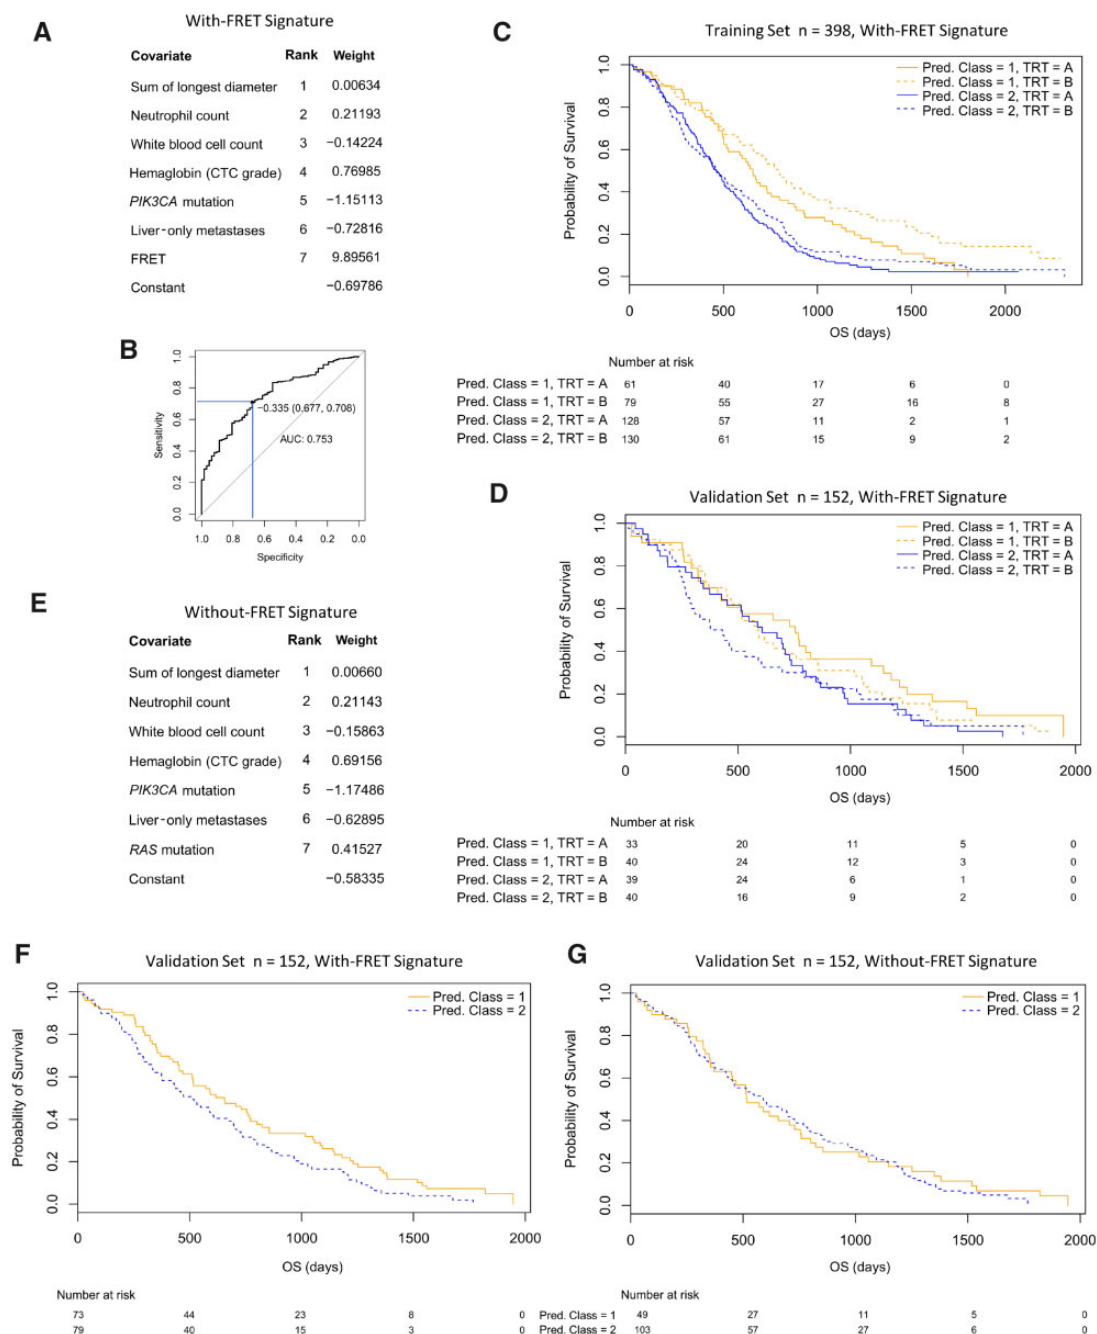 A
With-FRET Signature
Covariate Rank Weight
Sum of longest diameter 1 0.00634
Neutrophil count 2 0.21193
White blood cell count 3 −0.14224
Hemaglobin (CTC grade) 4 0.76985
PIK3CA mutation 5 −1.15113
Liver-only metastases 6 −0.72816
FRET 7 9.89561
Constant −0.69786
B
Sensitivity
1.0
0.8
0.6
0.4
0.2
0.0
−0.335 (0.677, 0.708)
AUC: 0.753
1.0 0.8 0.6 0.4 0.2 0.0
Specificity
C
Training Set n = 398, With-FRET Signature
Pred. Class = 1, TRT = A
Pred. Class = 1, TRT = B
Pred. Class = 2, TRT = A
Pred. Class = 2, TRT = B
Probability of Survival
1.0
0.8
0.6
0.4
0.2
0.0
0 500 1000 1500 2000
OS (days)
Number at risk
Pred. Class = 1, TRT = A 61 40 17 6 0
Pred. Class = 1, TRT = B 79 55 27 16 8
Pred. Class = 2, TRT = A 128 57 11 2 1
Pred. Class = 2, TRT = B 130 61 15 9 2
D
Validation Set n = 152, With-FRET Signature
Pred. Class = 1, TRT = A
Pred. Class = 1, TRT = B
Pred. Class = 2, TRT = A
Pred. Class = 2, TRT = B
Probability of Survival
1.0
0.8
0.6
0.4
0.2
0.0
0 500 1000 1500 2000
OS (days)
Number at risk
Pred. Class = 1, TRT = A 33 20 11 5 0
Pred. Class = 1, TRT = B 40 24 12 3 0
Pred. Class = 2, TRT = A 39 24 6 1 0
Pred. Class = 2, TRT = B 40 16 9 2 0
E
Without-FRET Signature
Covariate Rank Weight
Sum of longest diameter 1 0.00660
Neutrophil count 2 0.21143
White blood cell count 3 −0.15863
Hemaglobin (CTC grade) 4 0.69156
PIK3CA mutation 5 −1.17486
Liver-only metastases 6 −0.62895
RAS mutation 7 0.41527
Constant −0.58335
F
Validation Set n = 152, With-FRET Signature
Pred. Class = 1
Pred. Class = 2
Probability of Survival
1.0
0.8
0.6
0.4
0.2
0.0
0 500 1000 1500 2000
OS (days)
Number at risk
73 44 23 8 0
79 40 15 3 0
G
Validation Set n = 152, Without-FRET Signature
Pred. Class = 1
Pred. Class = 2
Probability of Survival
1.0
0.8
0.6
0.4
0.2
0.0
0 500 1000 1500 2000
OS (days)
Number at risk
Pred. Class = 1 49 27 11 5 0
Pred. Class = 2 103 57 27 6 0